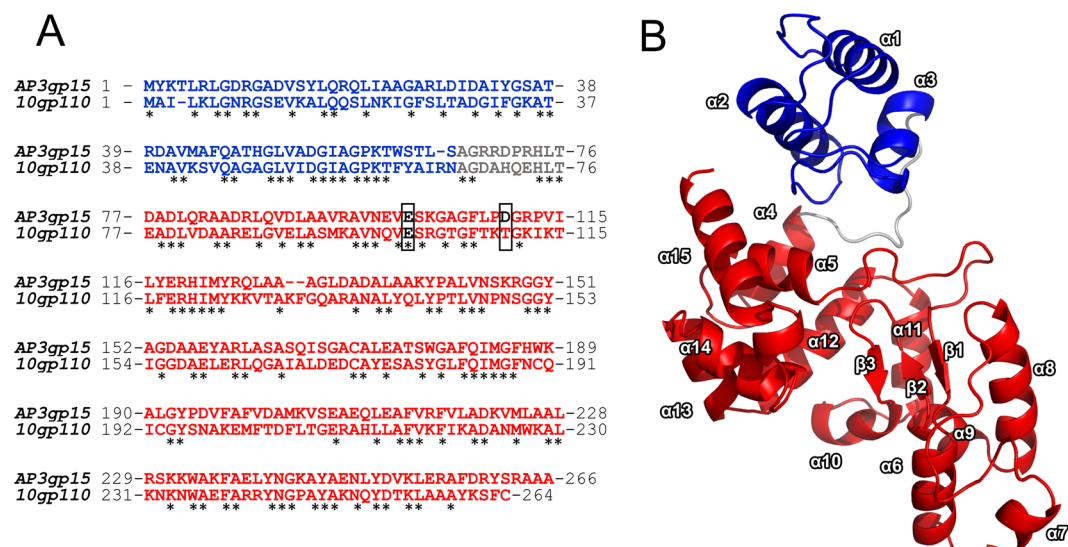 A
AP3gp15 1 - MYKTLRLGDRGADVSYLQRQLIAAGARLDIDAIYGSAT - 38
10gp110 1 - MAI-LKLGNRGSEVKALQQSLNKIGFSLTADGIFGKAT - 37
* * ** ** * ** * * * * * * **
AP3gp15 39- RDAVMAFQATHGLVADGIAGPKTWSTL-SAGRRDPRHLT-76
10gp110 38- ENAVKSVQAGAGLVIDGIAGPKTFYAIRNAGDAHQEHLT-76
** ** ** * **** **** ** ***
AP3gp15 77- DADLQRAADRLQVDLAAVRAVNEVESKGAGFLPDGRPVI-115
10gp110 77- EADLVDAARELGVELASMKAVNQVESRGTGFTKTGKIKT-115
*** ** * * ** *** *** * ** *
AP3gp15 116-LYERHIMYRQLAA--AGLDADALAAKYPALVNSKRGGY-151
10gp110 116-LFERHIMYKKVTAKFGQARANALYQLYPTLVNPNSGGY-153
* ****** * * ** ** *** ***
AP3gp15 152-AGDAAEYARLASASQISGACALEATSWGAFQIMGFHWK-189
10gp110 154-IGGDAELERLQGAIALDEDCAYESASYGLFQIMGFNCQ-191
* ** ** * ** * * * ******
AP3gp15 190-ALGYPDVFAFVDAMKVSEAEQLEAFVRFVLADKVMLAAL-228
10gp110 192-ICGYSNAKEMFTDFLTGERAHLLAFVKFIKADANMWKAL-230
** * * *** * ** * **
AP3gp15 229-RSKKWAKFAELYNGKAYAENLYDVKLERAFDRYSRAAA-266
10gp110 231-KNKNWAEFARRYNGPAYAKNQYDTKLAAAYKSFC-264
* ** ** *** *** * ** ** *
B
α1
α3
α2
α4
α5
α15
α11
α12
β1
α14
β3
α8
β2
α13
α9
α10
α6
α7